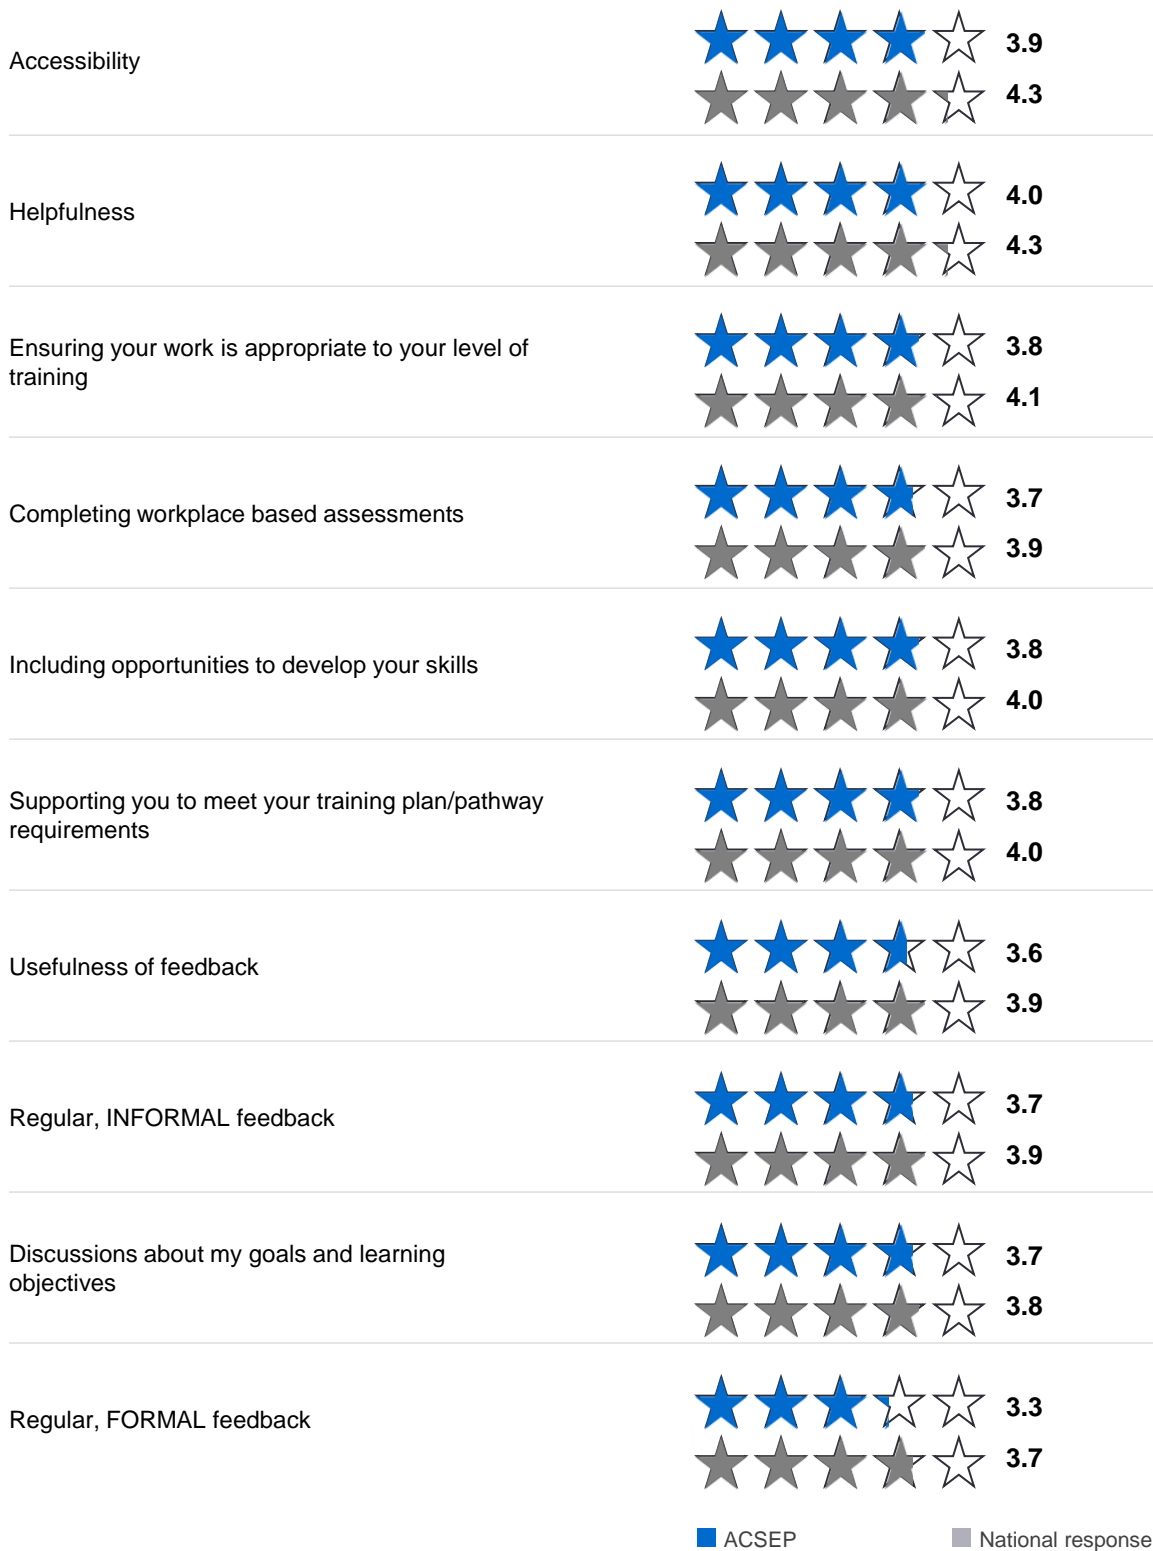 3.9
Accessibility
4.3
4.0
Helpfulness
4.3
Ensuring your work is appropriate to your level of
training
3.8
4.1
3.7
Completing workplace based assessments
3.9
3.8
Including opportunities to develop your skills
4.0
Supporting you to meet your training plan/pathway
requirements
3.8
4.0
3.6
Usefulness of feedback
3.9
3.7
Regular, INFORMAL feedback
3.9
Discussions about my goals and learning
objectives
3.7
3.8
3.3
Regular, FORMAL feedback
3.7
ACSEP National response